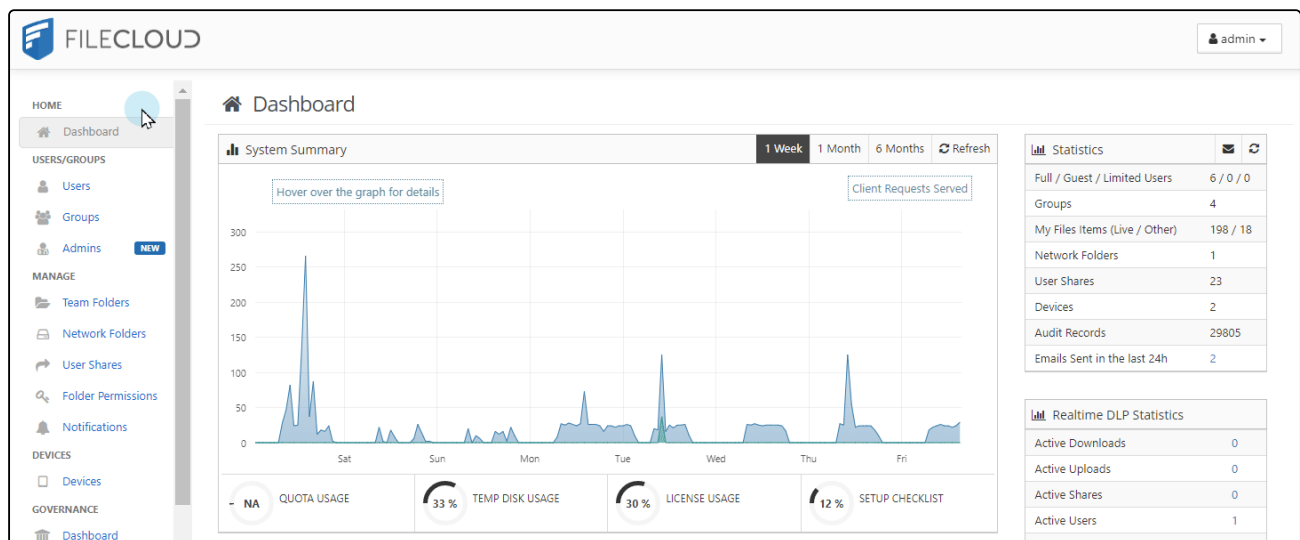 FILECLOUD
admin
HOME
Dashboard
USERS/GROUPS
Users
Groups
Admins NEW
MANAGE
Team Folders
Network Folders
User Shares
Folder Permissions
Notifications
DEVICES
Devices
GOVERNANCE
Dashboard
Dashboard
System Summary 1 Week 1 Month 6 Months Refresh
Hover over the graph for details Client Requests Served
300
250
200
150
100
50
0
Sat Sun Mon Tue Wed Thu Fri
- NA QUOTA USAGE 33 % TEMP DISK USAGE 30 % LICENSE USAGE 12 % SETUP CHECKLIST
Statistics
Full / Guest / Limited Users 6 / 0 / 0
Groups 4
My Files Items (Live / Other) 198 / 18
Network Folders 1
User Shares 23
Devices 2
Audit Records 29805
Emails Sent in the last 24h 2
Realtime DLP Statistics
Active Downloads 0
Active Uploads 0
Active Shares 0
Active Users 1